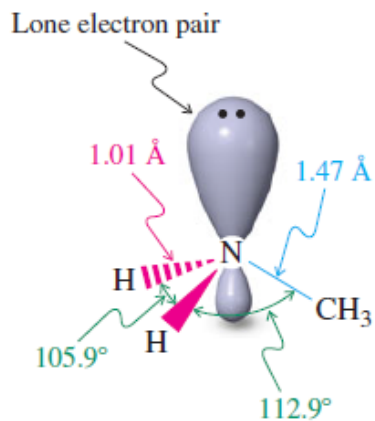 Lone electron pair
1.01 Å
1.47 Å
N
H
CH₃
H
105.9°
112.9°